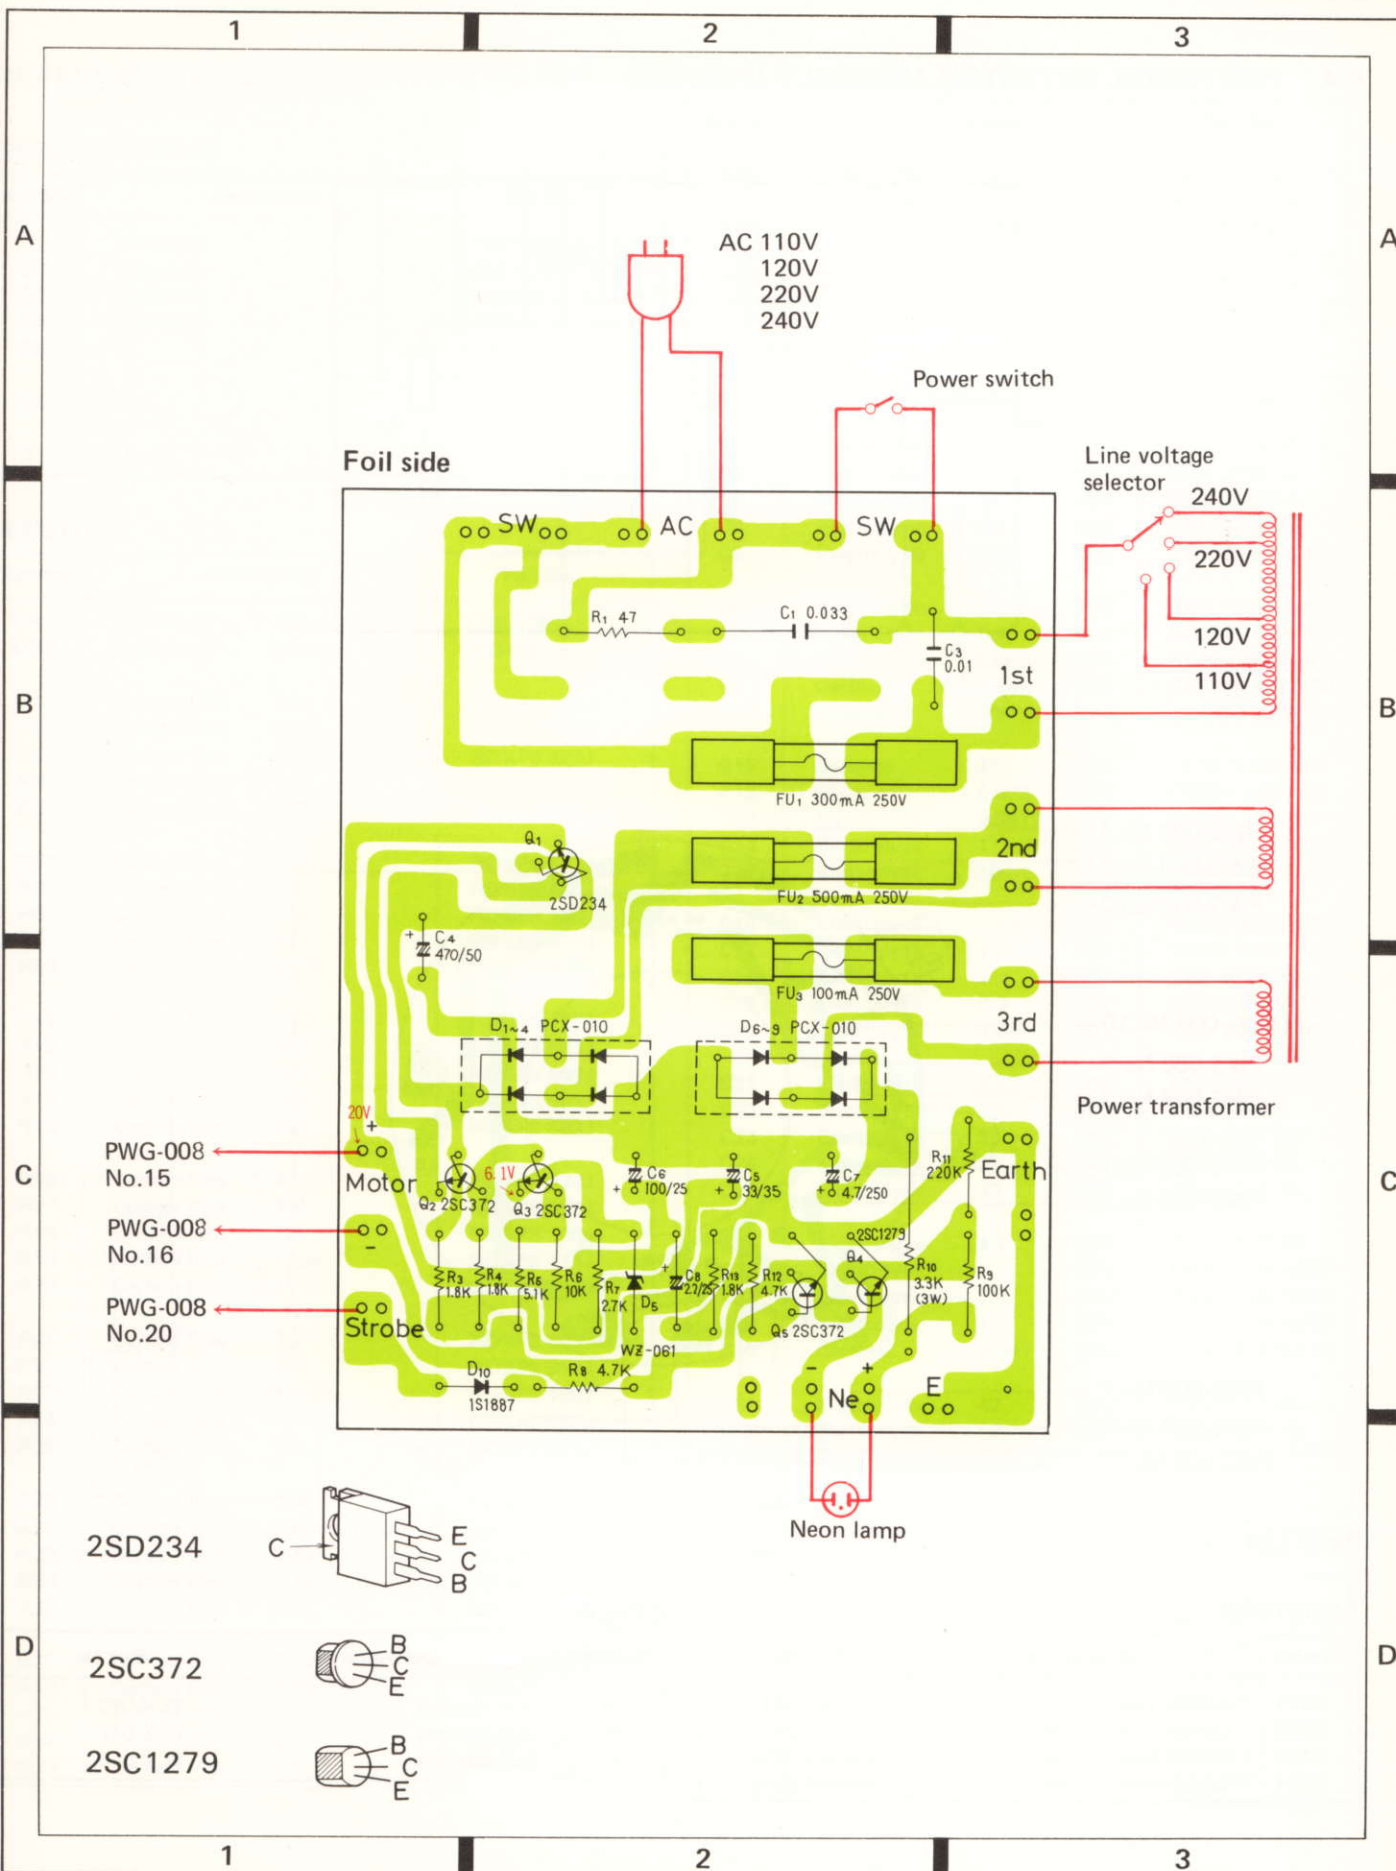 1 2 3
A A
AC 110V
120V
220V
240V
Power switch
Foil side
Line voltage
selector
240V
SW AC SW
220V
R1 47
C1 0.033
120V
C3
0.01
1st
110V
B B
FU1 300mA 250V
Q1
2nd
2SD234
FU2 500mA 250V
+ C4
470/50
FU3 100mA 250V
D1~4 PCX-010
D6~9 PCX-010
3rd
Power transformer
20V
+
PWG-008
No.15
Motor
Q2 2SC372
6.1V
Q3 2SC372
C6
+ 100/25
C5
+ 33/35
C7
+ 4.7/250
R11
220K
Earth
C C
PWG-008
No.16
-
R3
1.8K
R4
1.8K
R5
5.1K
R6
10K
R7
2.7K
D5
WZ-061
+ C8
2.2/25
R13
1.8K
R12
4.7K
2SC1279
Q4
Q5 2SC372
R10
3.3K
(3W)
R9
100K
PWG-008
No.20
Strobe
D10
1S1887
R8 4.7K
- +
Ne
E
Neon lamp
2SD234
C
E
C
B
D D
2SC372
B
C
E
2SC1279
B
C
E
1 2 3